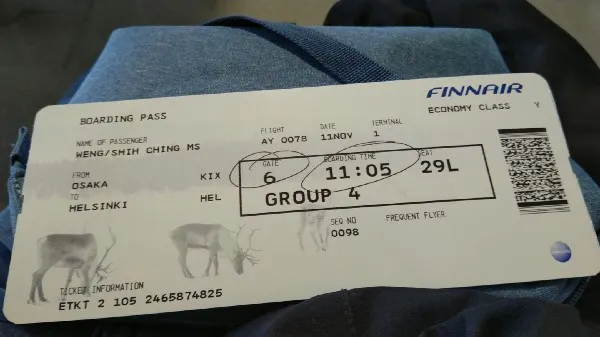 FINNAIR
BOARDING PASS
ECONOMY CLASS Y
NAME OF PASSENGER
WENG/SHIH CHING MS
FLIGHT DATE TERMINAL
AY 0078 11NOV 1
FROM
OSAKA KIX
TO
HELSINKI HEL
GATE BOARDING TIME SEAT
6 11:05 29L
GROUP 4
SEQ NO FREQUENT FLYER
0098
TICKET INFORMATION
ETKT 2 105 2465874825